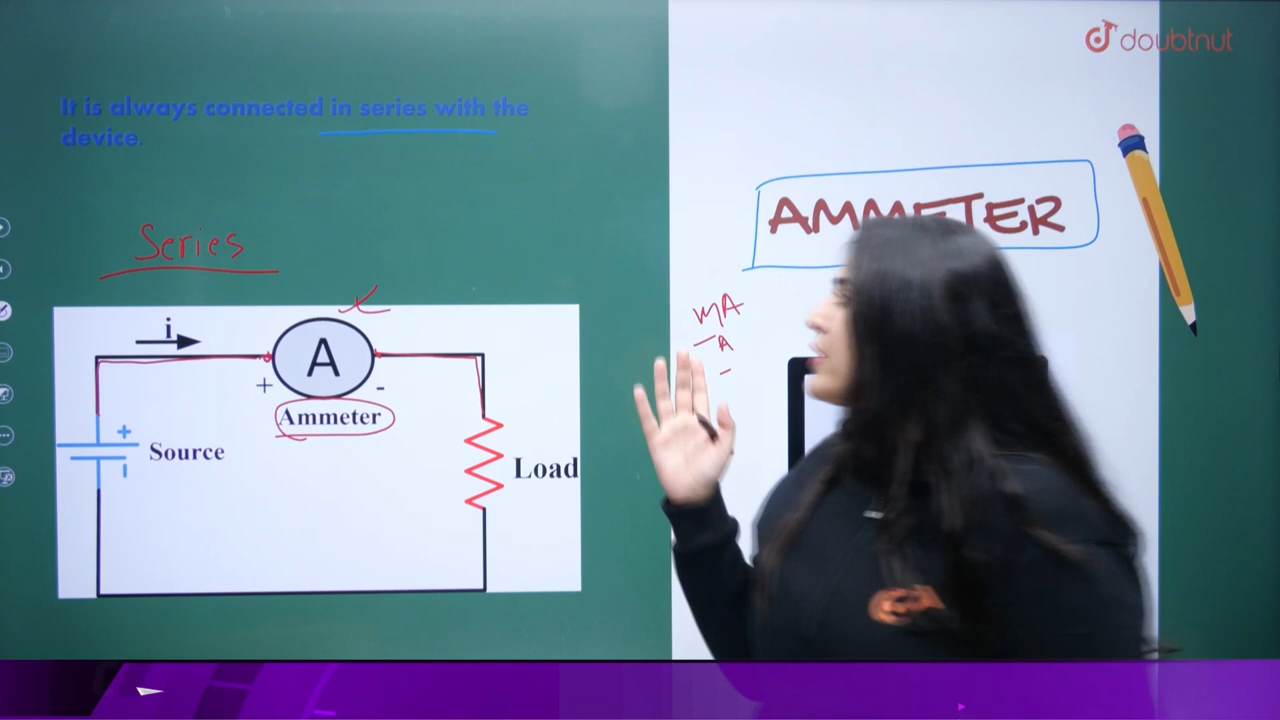 doubtnut
It is always connected in series with the
device.
AMMETER
Series
mA
A
i
A
+ -
Ammeter
+
Source
Load